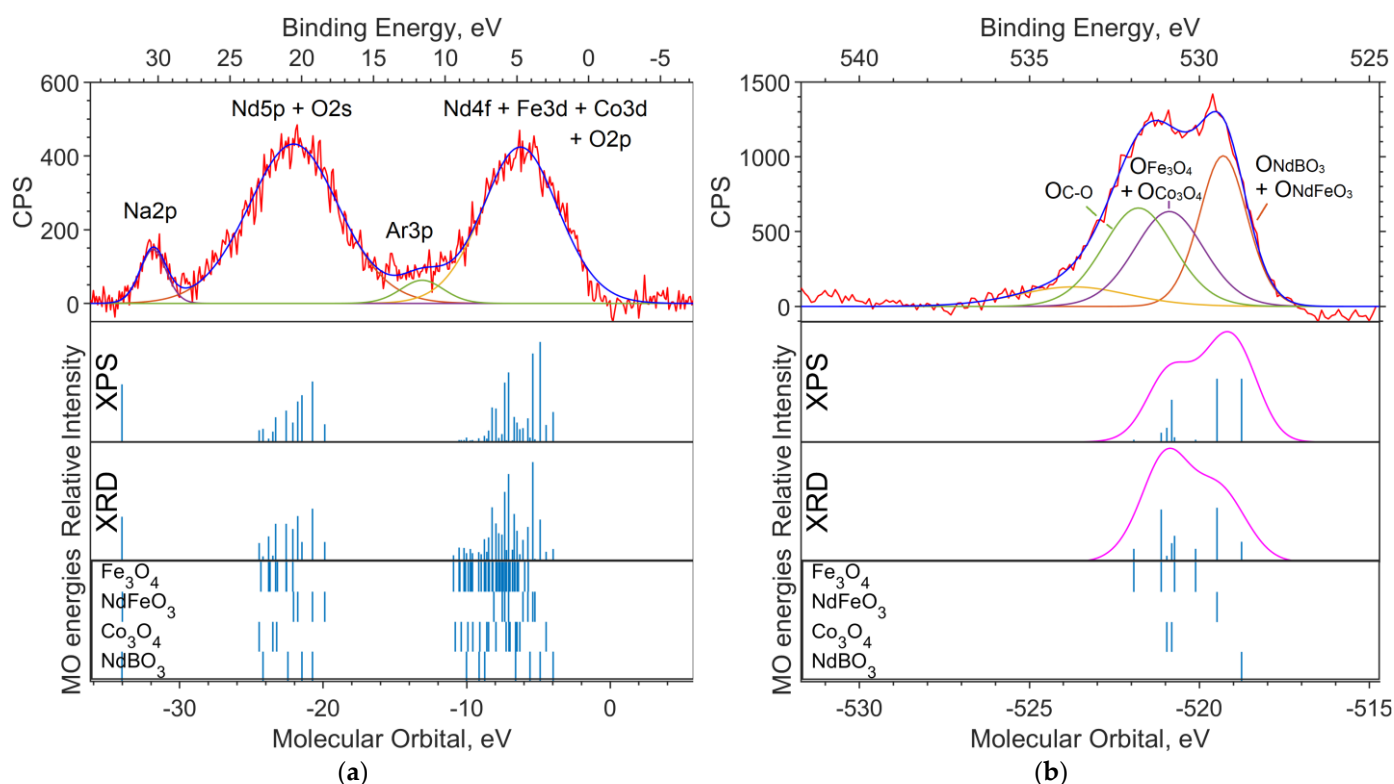 Binding Energy, eV
30 25 20 15 10 5 0 -5
600
400
200
0
CPS
Nd5p + O2s
Nd4f + Fe3d + Co3d
+ O2p
Na2p
Ar3p
Relative Intensity
XPS
XRD
MO energies
Fe₃O₄
NdFeO₃
Co₃O₄
NdBO₃
-30 -20 -10 0
Molecular Orbital, eV
(a)
Binding Energy, eV
540 535 530 525
1500
1000
500
0
CPS
OFe₃O₄
+ OCo₃O₄
OC-O
ONdBO₃
+ ONdFeO₃
Relative Intensity
XPS
XRD
MO energies
Fe₃O₄
NdFeO₃
Co₃O₄
NdBO₃
-530 -525 -520 -515
Molecular Orbital, eV
(b)